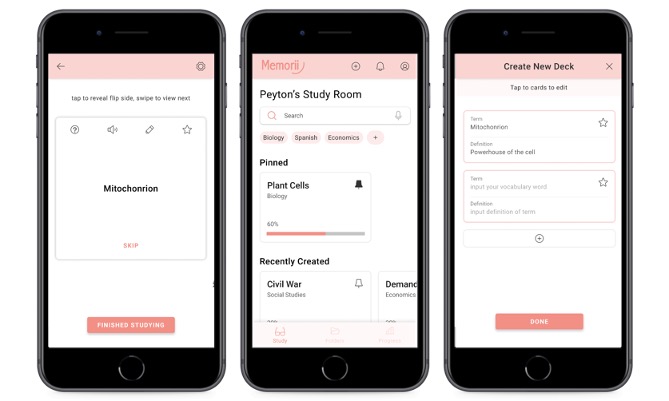 tap to reveal flip side, swipe to view next
Mitochonrion
SKIP
FINISHED STUDYING
Memorii
Peyton's Study Room
Search
Biology Spanish Economics +
Pinned
Plant Cells
Biology
60%
Recently Created
Civil War
Social Studies
Demand
Economics
Study
Create New Deck
Tap to cards to edit
Term
Mitochonrion
Definition
Powerhouse of the cell
Term
input your vocabulary word
Definition
input definition of term
DONE